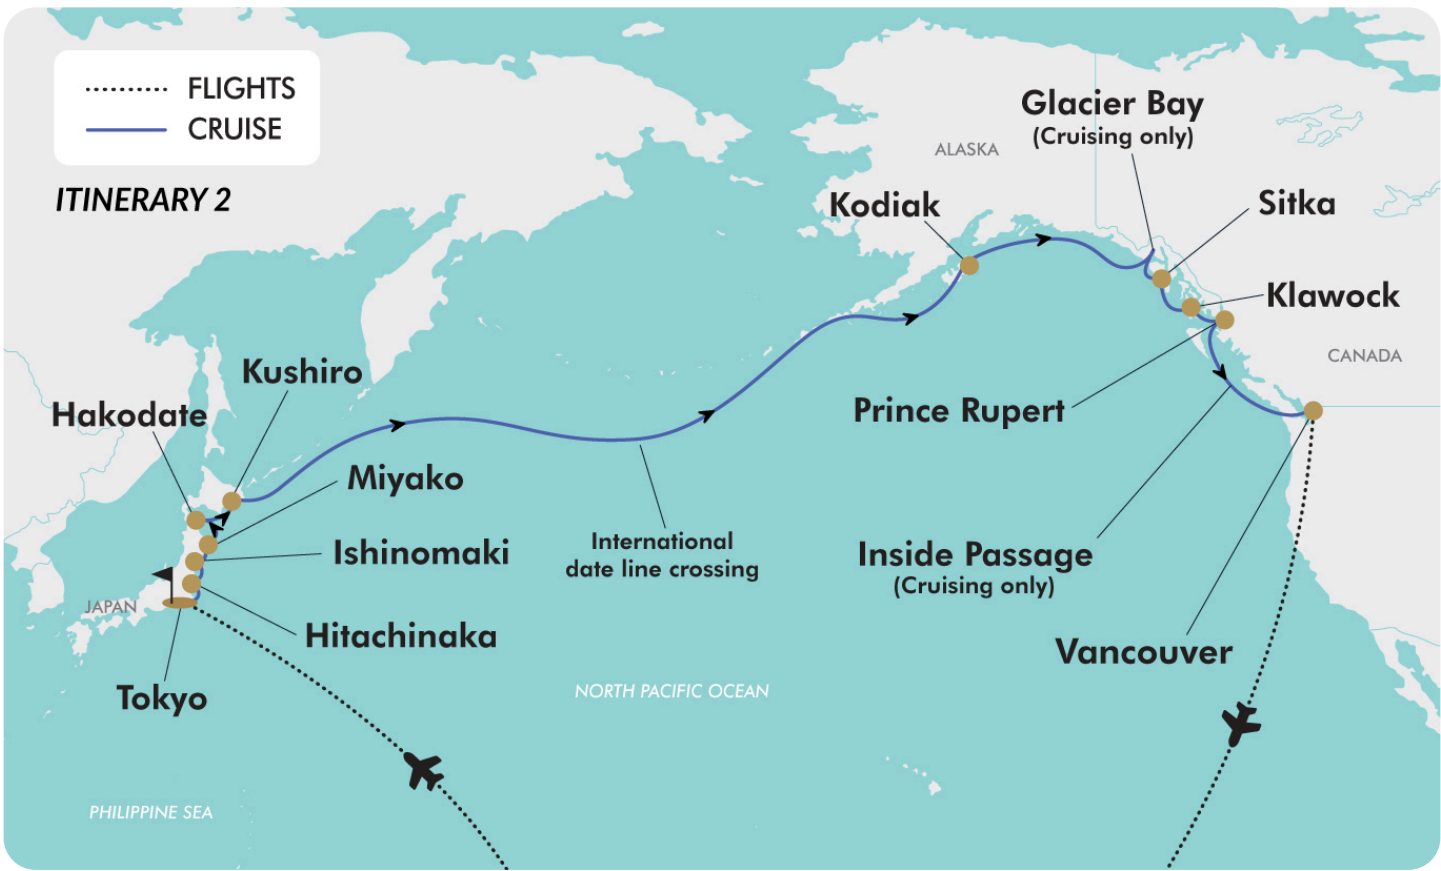 FLIGHTS
CRUISE
ITINERARY 2
Glacier Bay
(Cruising only)
ALASKA
Kodiak
Sitka
Klawock
CANADA
Kushiro
Hakodate
Prince Rupert
Miyako
International
date line crossing
Ishinomaki
Inside Passage
(Cruising only)
JAPAN
Hitachinaka
Vancouver
Tokyo
NORTH PACIFIC OCEAN
PHILIPPINE SEA